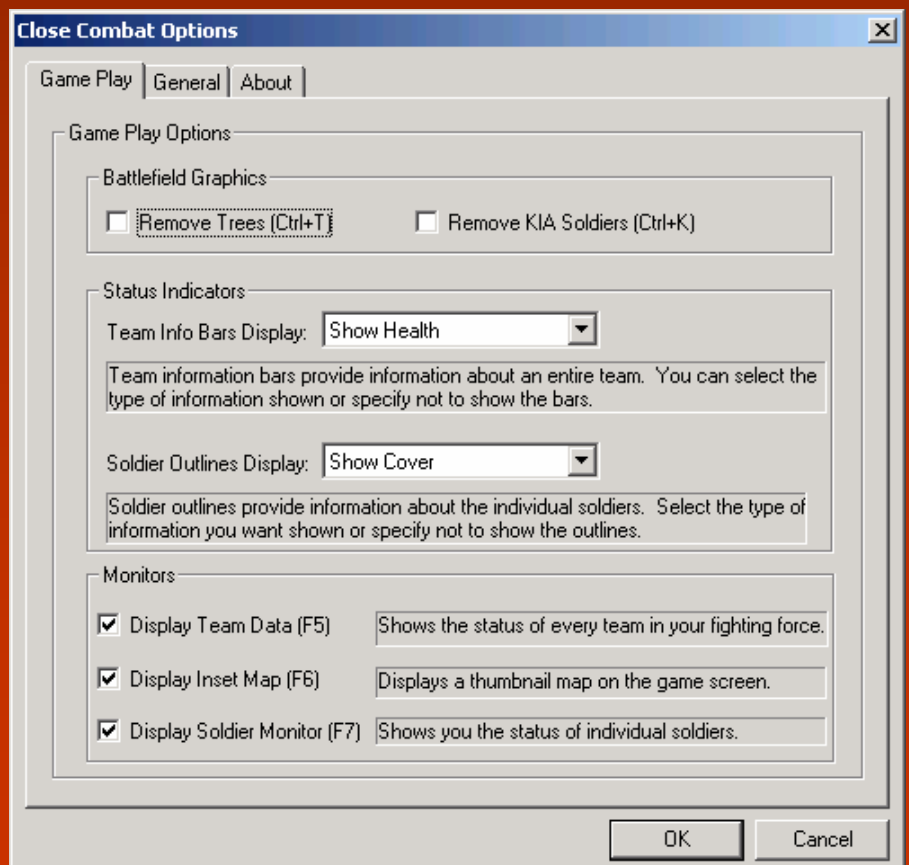 Close Combat Options
Game Play General About
Game Play Options
Battlefield Graphics
Remove Trees (Ctrl+T) Remove KIA Soldiers (Ctrl+K)
Status Indicators
Team Info Bars Display: Show Health
Team information bars provide information about an entire team.  You can select the
type of information shown or specify not to show the bars.
Soldier Outlines Display: Show Cover
Soldier outlines provide information about the individual soldiers.  Select the type of
information you want shown or specify not to show the outlines.
Monitors
Display Team Data (F5) Shows the status of every team in your fighting force.
Display Inset Map (F6) Displays a thumbnail map on the game screen.
Display Soldier Monitor (F7) Shows you the status of individual soldiers.
OK Cancel